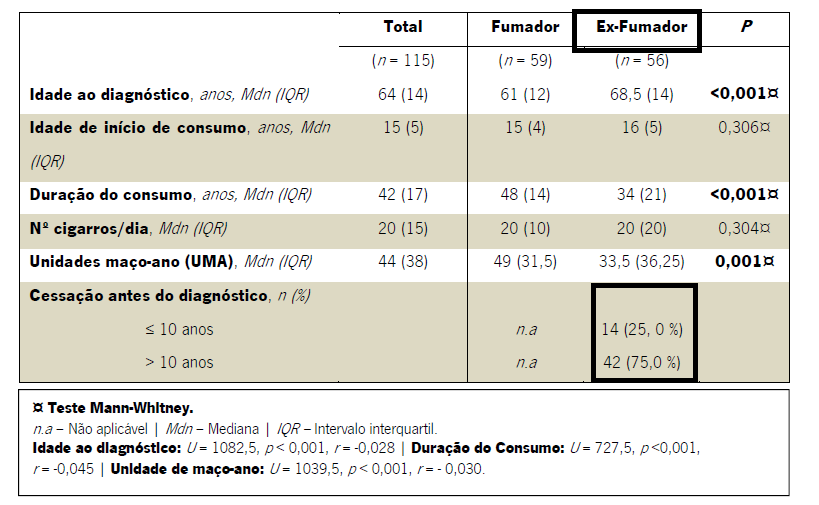 Total Fumador Ex-Fumador P
(n = 115) (n = 59) (n = 56)
Idade ao diagnóstico, anos, Mdn (IQR) 64 (14) 61 (12) 68,5 (14) <0,001¤
Idade de início de consumo, anos, Mdn 15 (5) 15 (4) 16 (5) 0,306¤
(IQR)
Duração do consumo, anos, Mdn (IQR) 42 (17) 48 (14) 34 (21) <0,001¤
Nº cigarros/dia, Mdn (IQR) 20 (15) 20 (10) 20 (20) 0,304¤
Unidades maço-ano (UMA), Mdn (IQR) 44 (38) 49 (31,5) 33,5 (36,25) 0,001¤
Cessação antes do diagnóstico, n (%)
≤ 10 anos n.a 14 (25, 0 %)
> 10 anos n.a 42 (75,0 %)
¤ Teste Mann-Whitney.
n.a – Não aplicável | Mdn – Mediana | IQR – Intervalo interquartil.
Idade ao diagnóstico: U = 1082,5, p < 0,001, r = -0,028 | Duração do Consumo: U = 727,5, p <0,001,
r = -0,045 | Unidade de maço-ano: U = 1039,5, p < 0,001, r = - 0,030.